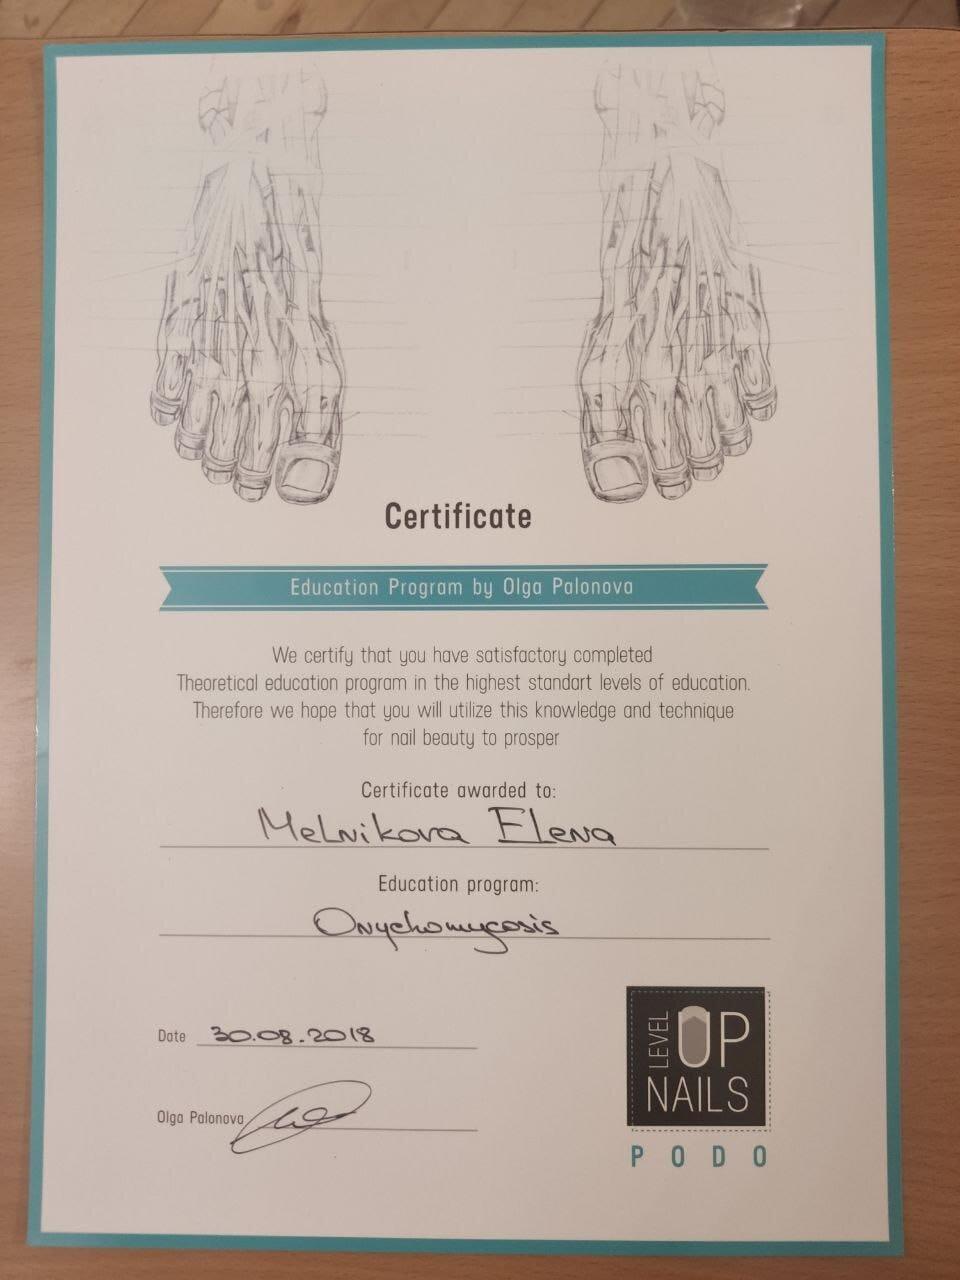 Certificate
Education Program by Olga Palonova
We certify that you have satisfactory completed
Theoretical education program in the highest standart levels of education.
Therefore we hope that you will utilize this knowledge and technique
for nail beauty to prosper
Certificate awarded to:
Melnikova Elena
Education program:
Onychomycosis
Date 30.08.2018
Olga Palonova
LEVEL UP
NAILS
PODO